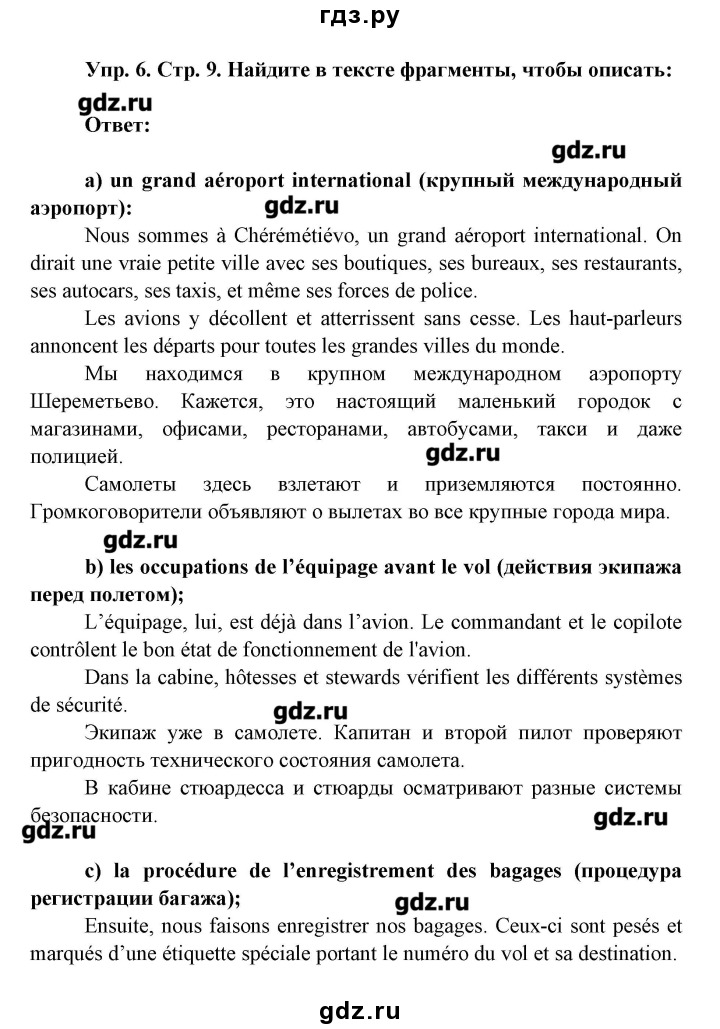 гдз.ру
Упр. 6. Стр. 9. Найдите в тексте фрагменты, чтобы описать:
gdz.ru
Ответ:
gdz.ru
a) un grand aéroport international (крупный международный
аэропорт):
gdz.ru
Nous sommes à Chérémétiévo, un grand aéroport international. On
dirait une vraie petite ville avec ses boutiques, ses bureaux, ses restaurants,
ses autocars, ses taxis, et même ses forces de police.
Les avions y décollent et atterrissent sans cesse. Les haut-parleurs
annoncent les départs pour toutes les grandes villes du monde.
Мы находимся в крупном международном аэропорту
Шереметьево. Кажется, это настоящий маленький городок с
магазинами, офисами, ресторанами, автобусами, такси и даже
полицией.
gdz.ru
Самолеты здесь взлетают и приземляются постоянно.
Громкоговорители объявляют о вылетах во все крупные города мира.
gdz.ru
b) les occupations de l’équipage avant le vol (действия экипажа
перед полетом);
L’équipage, lui, est déjà dans l’avion. Le commandant et le copilote
contrôlent le bon état de fonctionnement de l'avion.
Dans la cabine, hôtesses et stewards vérifient les différents systèmes
de sécurité.
gdz.ru
Экипаж уже в самолете. Капитан и второй пилот проверяют
пригодность технического состояния самолета.
В кабине стюардесса и стюарды осматривают разные системы
безопасности.
gdz.ru
gdz.ru
c) la procédure de l’enregistrement des bagages (процедура
регистрации багажа);
gdz.ru
Ensuite, nous faisons enregistrer nos bagages. Ceux-ci sont pesés et
marqués d’une étiquette spéciale portant le numéro du vol et sa destination.
gdz.ru